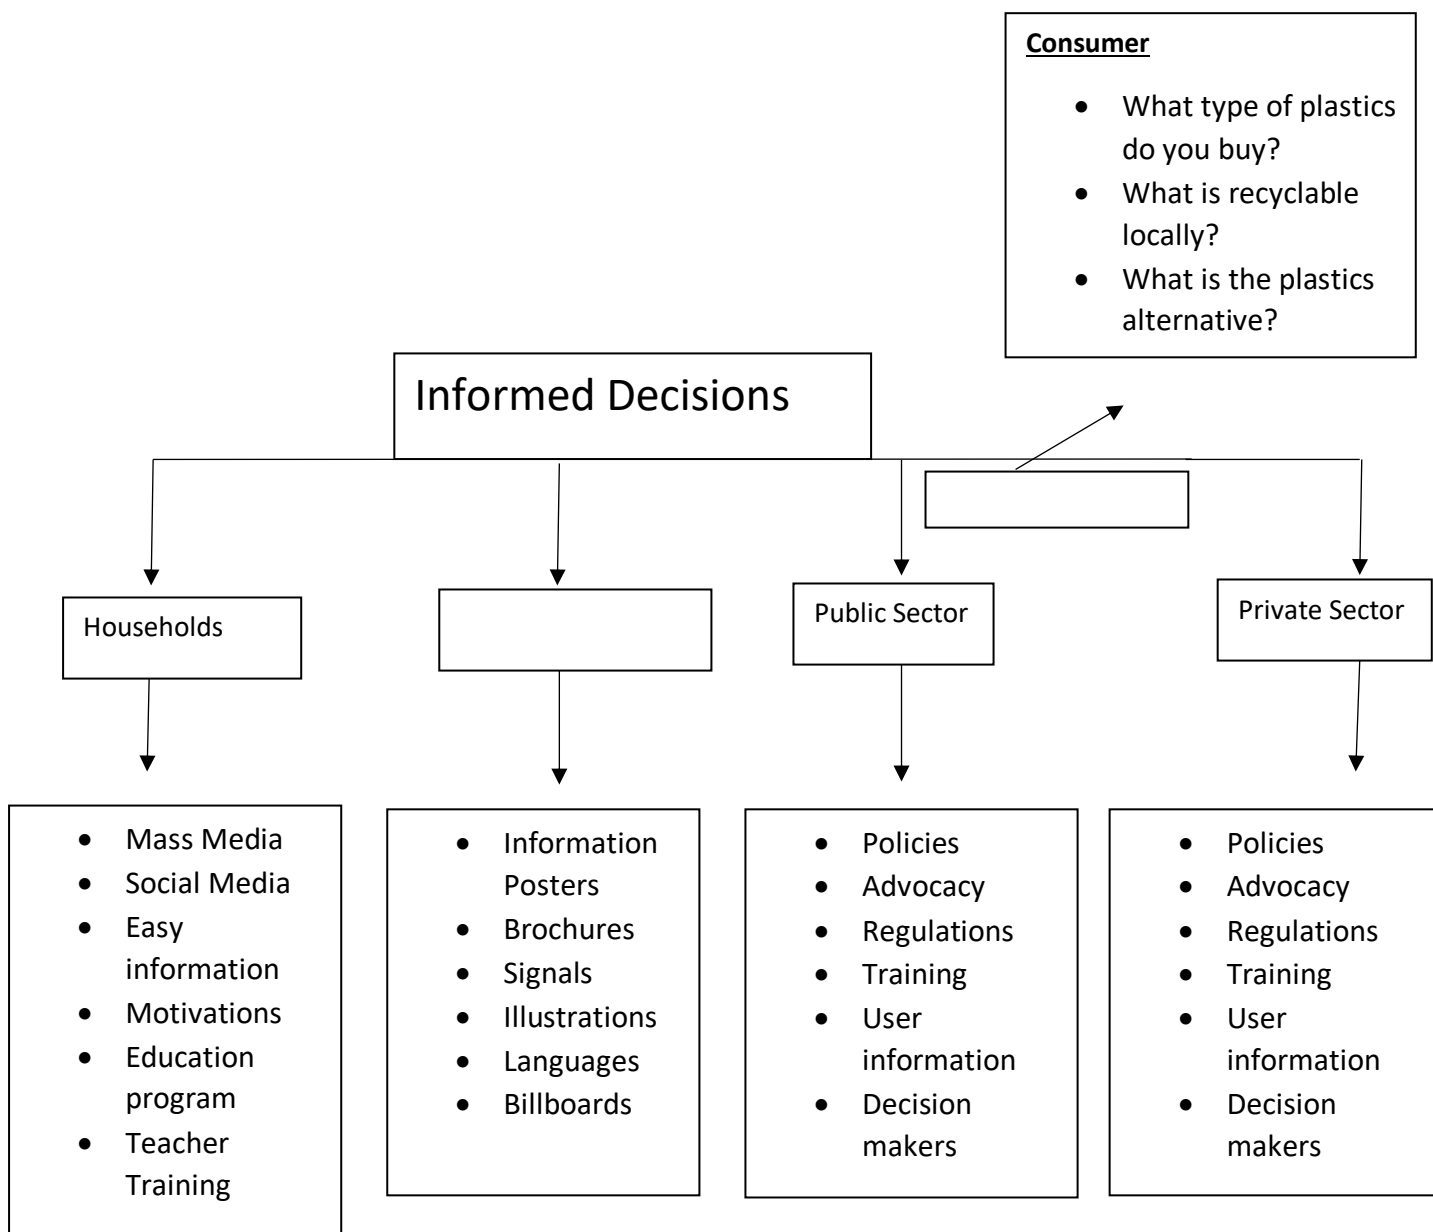 Consumer
• What type of plastics
do you buy?
• What is recyclable
locally?
• What is the plastics
alternative?
Informed Decisions
Households
Public Sector
Private Sector
• Mass Media
• Social Media
• Easy
information
• Motivations
• Education
program
• Teacher
Training
• Information
Posters
• Brochures
• Signals
• Illustrations
• Languages
• Billboards
• Policies
• Advocacy
• Regulations
• Training
• User
information
• Decision
makers
• Policies
• Advocacy
• Regulations
• Training
• User
information
• Decision
makers